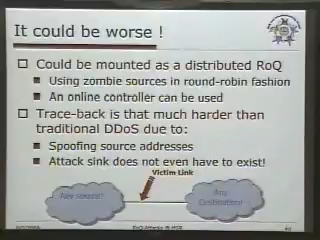 It could be worse !
Could be mounted as a distributed RoQ
Using zombie sources in round-robin fashion
An online controller can be used
Trace-back is that much harder than
traditional DDoS due to:
Spoofing source addresses
Attack sink does not even have to exist!
Victim Link
Any source!
Any
Destination!
RoQ Attacks @